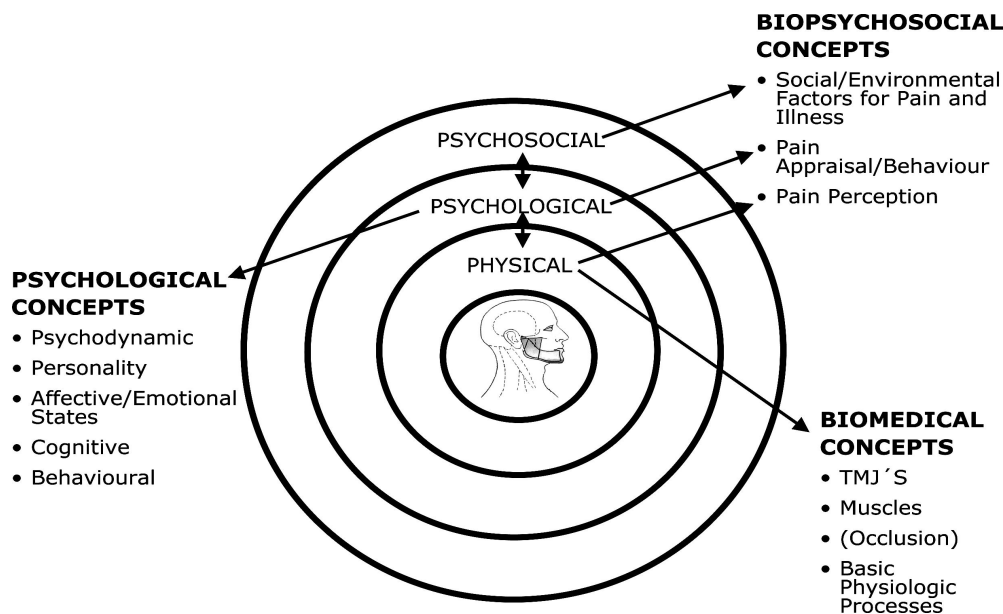 BIOPSYCHOSOCIAL
CONCEPTS
• Social/Environmental
Factors for Pain and
Illness
• Pain
Appraisal/Behaviour
• Pain Perception
PSYCHOSOCIAL
PSYCHOLOGICAL
PHYSICAL
PSYCHOLOGICAL
CONCEPTS
• Psychodynamic
• Personality
• Affective/Emotional
States
• Cognitive
• Behavioural
BIOMEDICAL
CONCEPTS
• TMJ´S
• Muscles
• (Occlusion)
• Basic
Physiologic
Processes